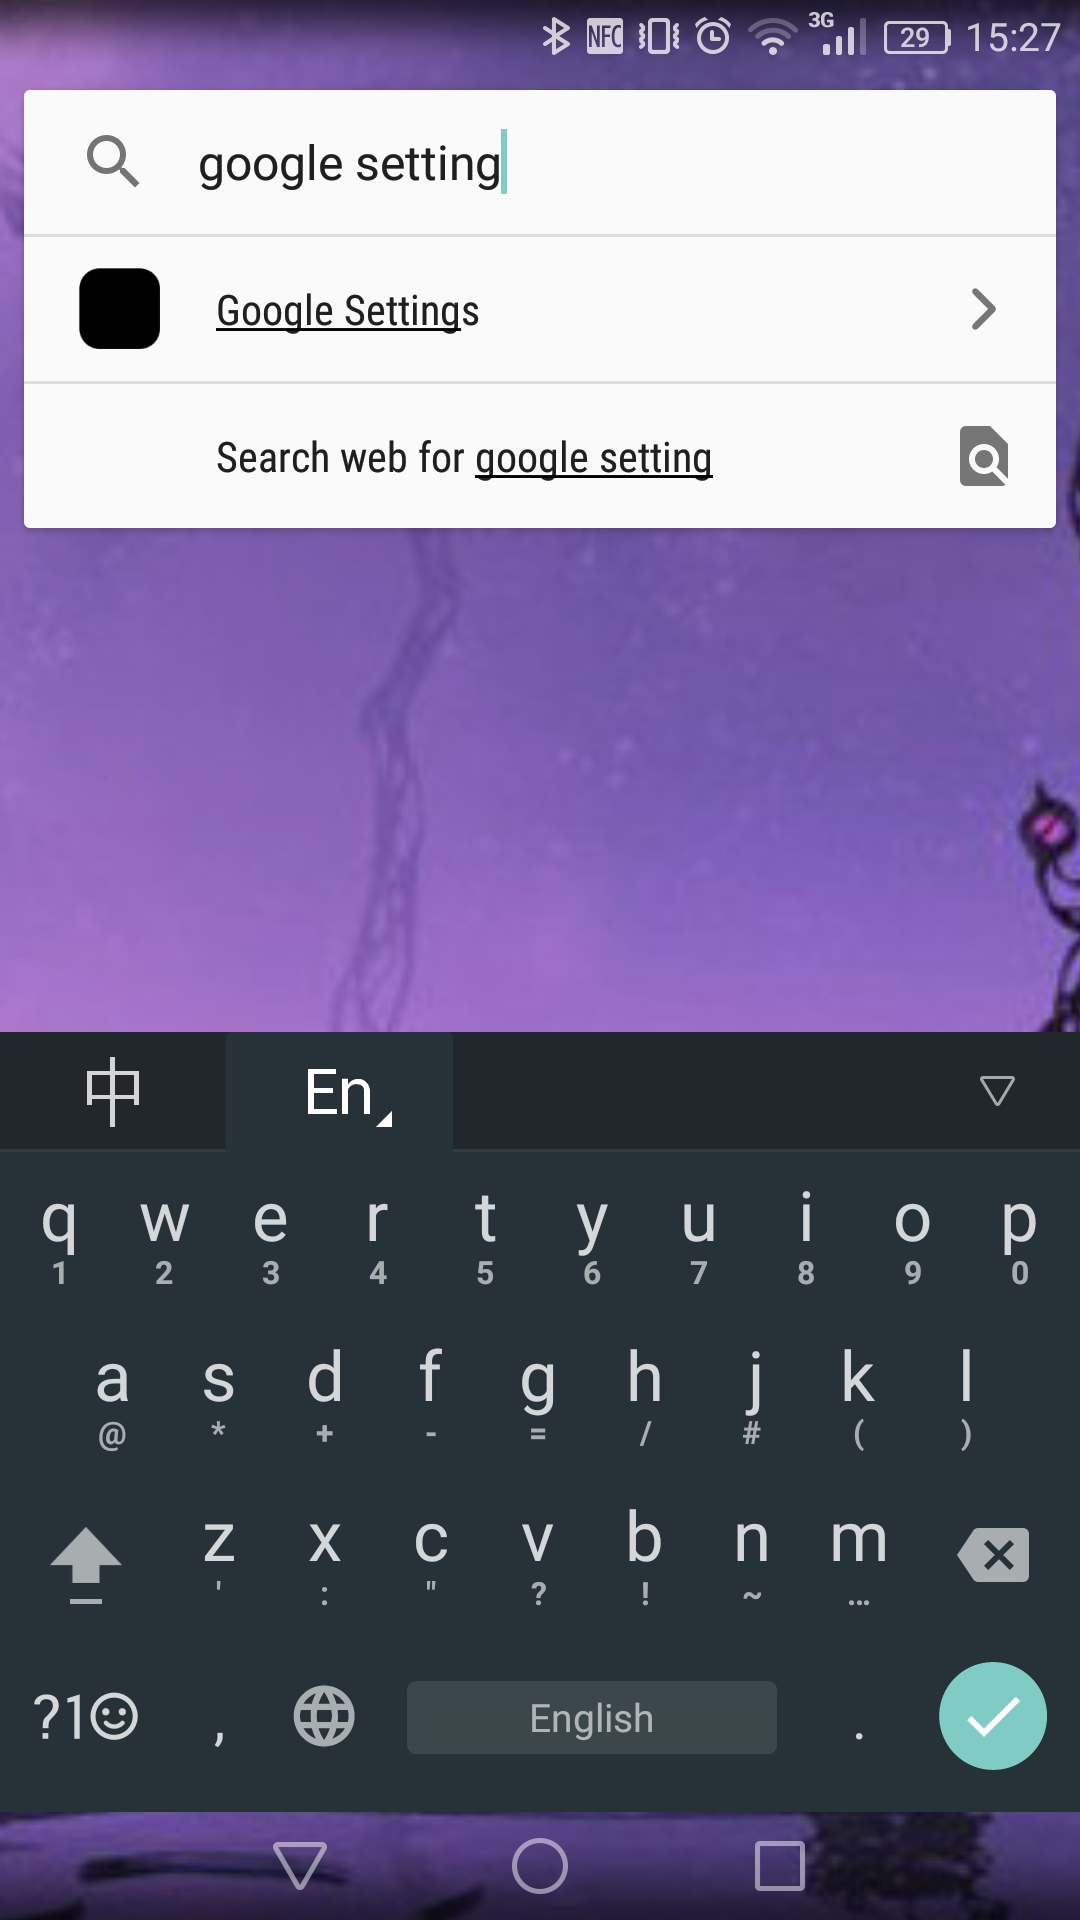 NFC 3G 29 15:27
google setting
Google Settings
Search web for google setting
中 En
q w e r t y u i o p
1 2 3 4 5 6 7 8 9 0
a s d f g h j k l
@ * + - = / # ( )
z x c v b n m
' : " ? ! ~ …
?1☺ , English .